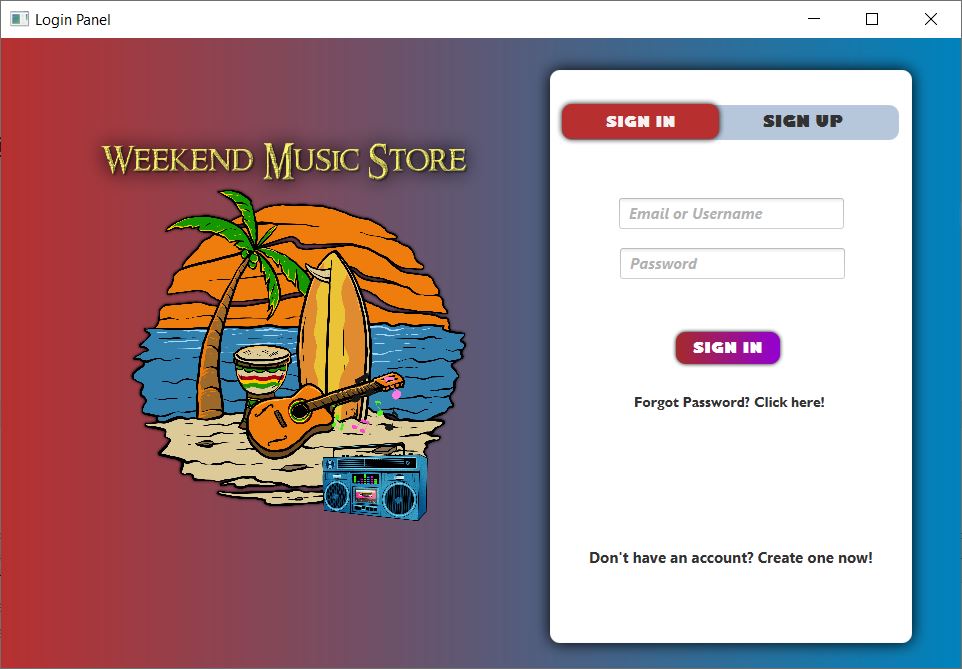 Login Panel
WEEKEND MUSIC STORE
SIGN IN
SIGN UP
Email or Username
Password
SIGN IN
Forgot Password? Click here!
Don't have an account? Create one now!